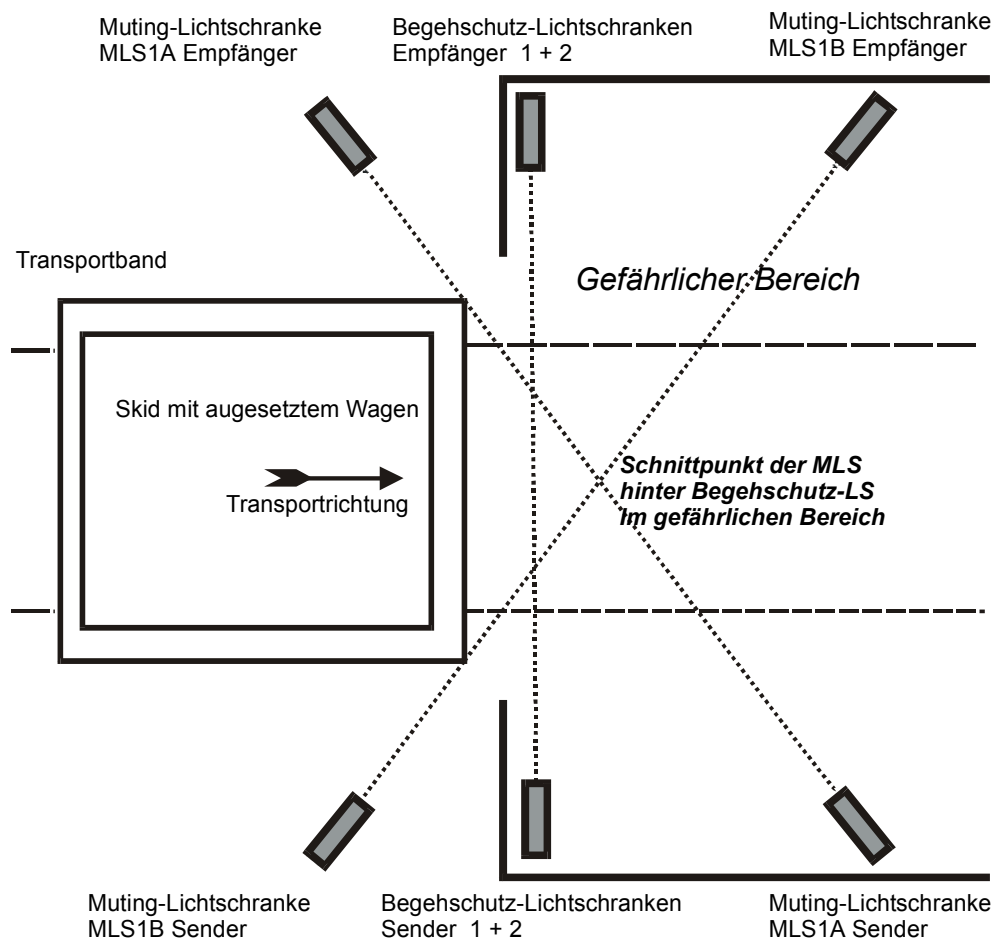 Muting-Lichtschranke
MLS1A Empfänger
Begehschutz-Lichtschranken
Empfänger 1 + 2
Muting-Lichtschranke
MLS1B Empfänger
Transportband
Gefährlicher Bereich
Skid mit augesetztem Wagen
Transportrichtung
Schnittpunkt der MLS
hinter Begehschutz-LS
Im gefährlichen Bereich
Muting-Lichtschranke
MLS1B Sender
Begehschutz-Lichtschranken
Sender 1 + 2
Muting-Lichtschranke
MLS1A Sender